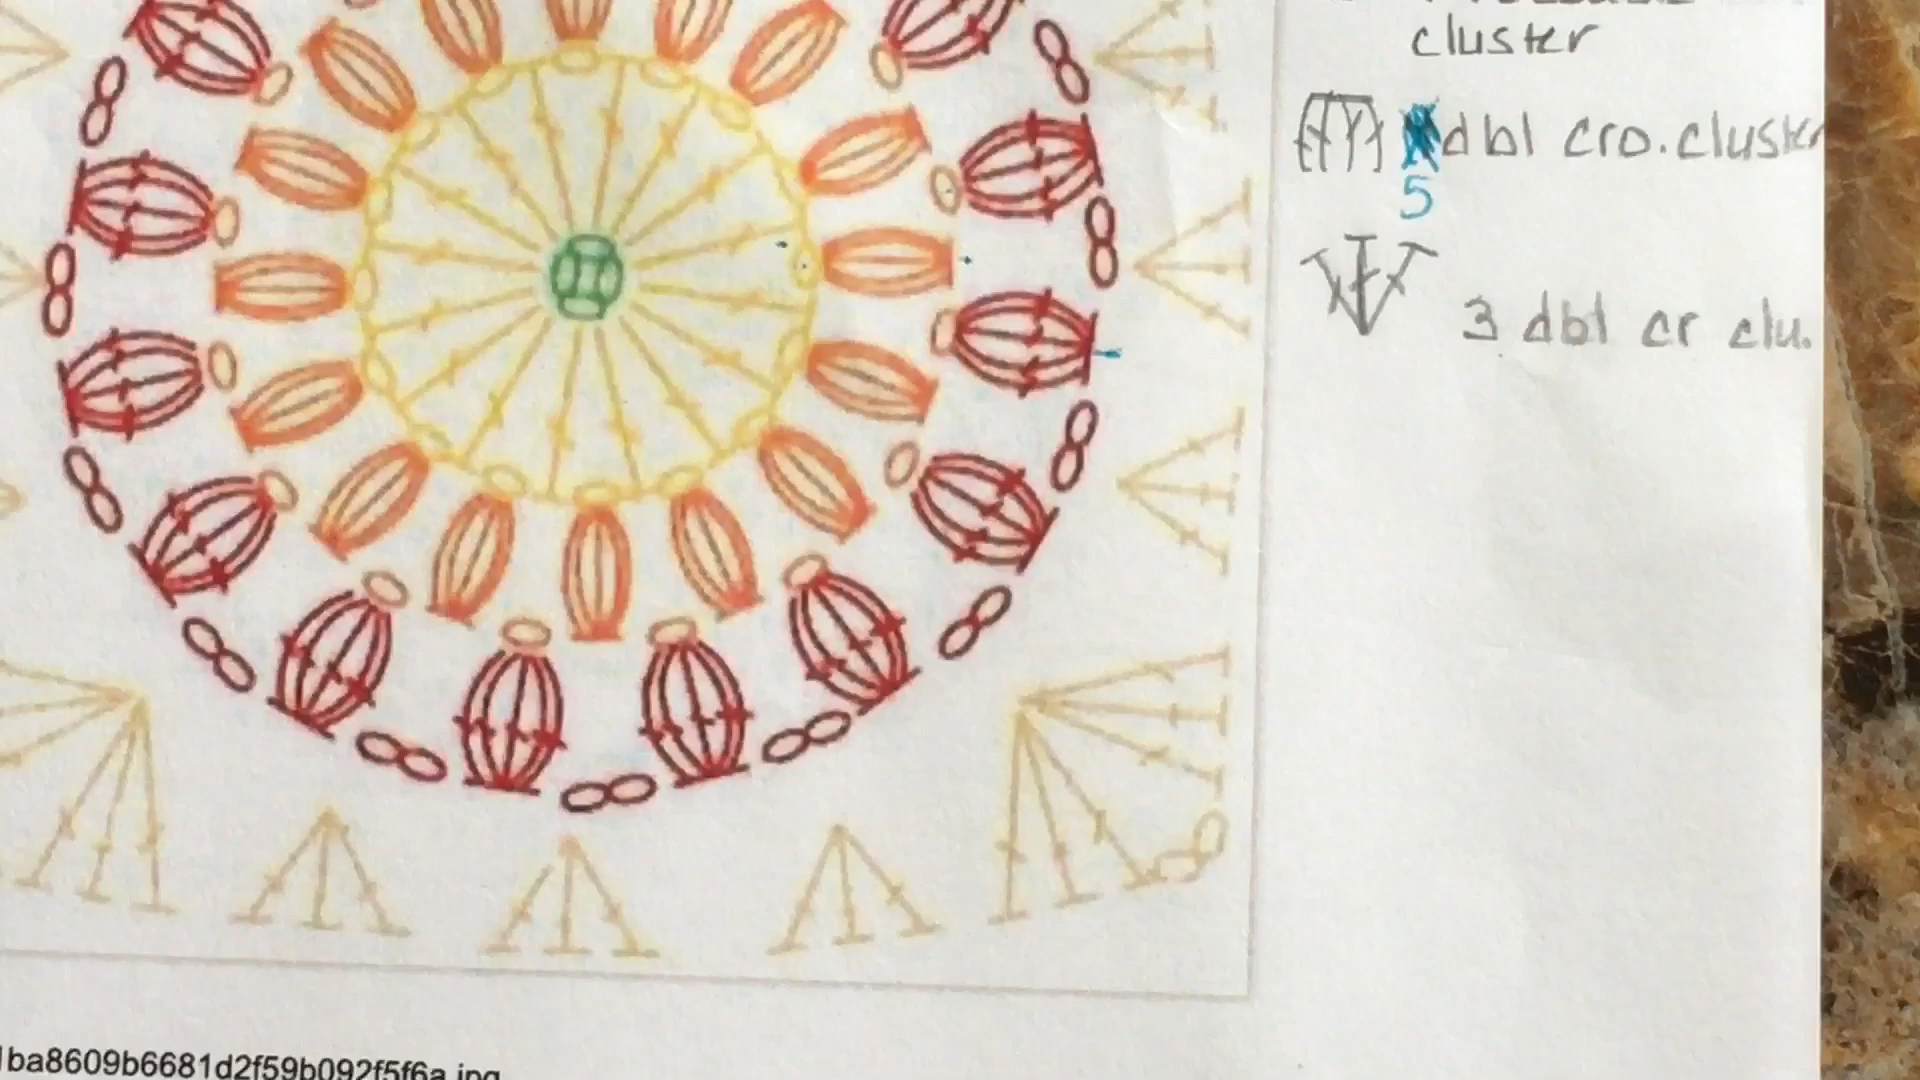 cluster
dbl cro. cluster
5
3 dbl cr clu.
ba8609b6681d2f59b092f5f6a.jpg